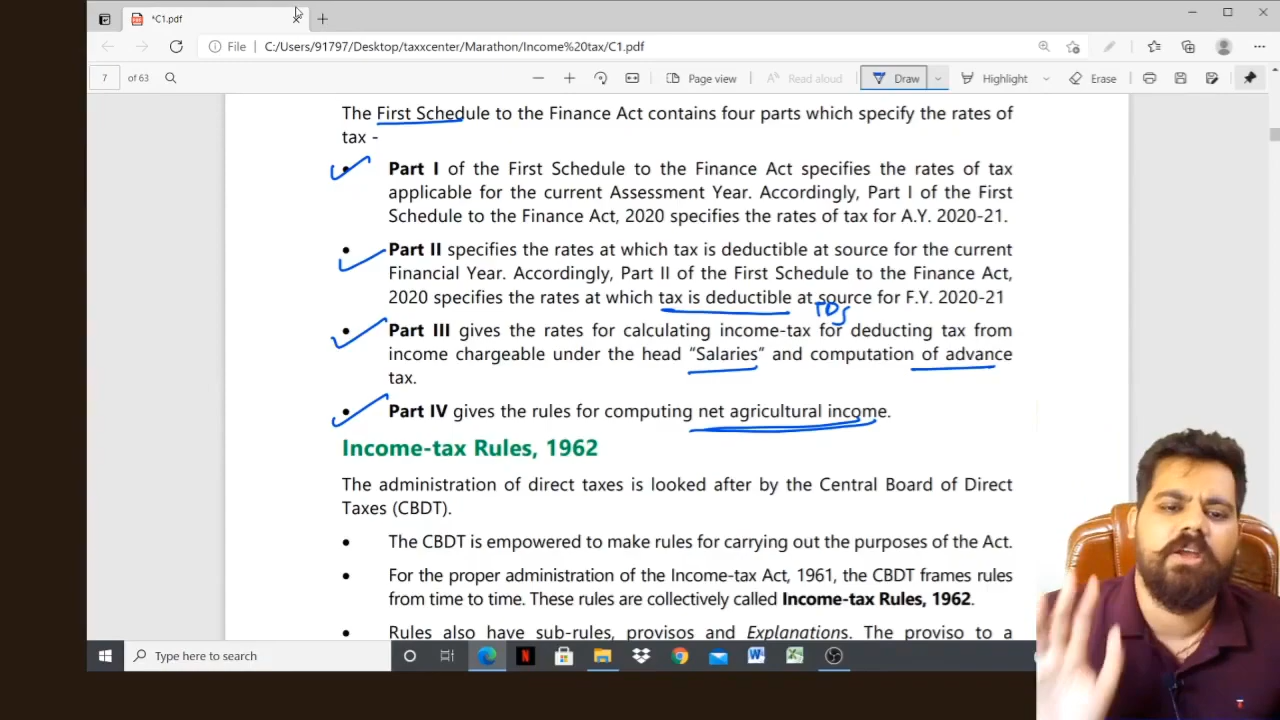 *C1.pdf
File C:/Users/91797/Desktop/taxxcenter/Marathon/Income%20tax/C1.pdf
7 of 63 Page view Read aloud Draw Highlight Erase
The First Schedule to the Finance Act contains four parts which specify the rates of
tax -
• Part I of the First Schedule to the Finance Act specifies the rates of tax
applicable for the current Assessment Year. Accordingly, Part I of the First
Schedule to the Finance Act, 2020 specifies the rates of tax for A.Y. 2020-21.
• Part II specifies the rates at which tax is deductible at source for the current
Financial Year. Accordingly, Part II of the First Schedule to the Finance Act,
2020 specifies the rates at which tax is deductible at source for F.Y. 2020-21
TDS
• Part III gives the rates for calculating income-tax for deducting tax from
income chargeable under the head “Salaries” and computation of advance
tax.
• Part IV gives the rules for computing net agricultural income.
Income-tax Rules, 1962
The administration of direct taxes is looked after by the Central Board of Direct
Taxes (CBDT).
• The CBDT is empowered to make rules for carrying out the purposes of the Act.
• For the proper administration of the Income-tax Act, 1961, the CBDT frames rules
from time to time. These rules are collectively called Income-tax Rules, 1962.
• Rules also have sub-rules, provisos and Explanations. The proviso to a
Type here to search